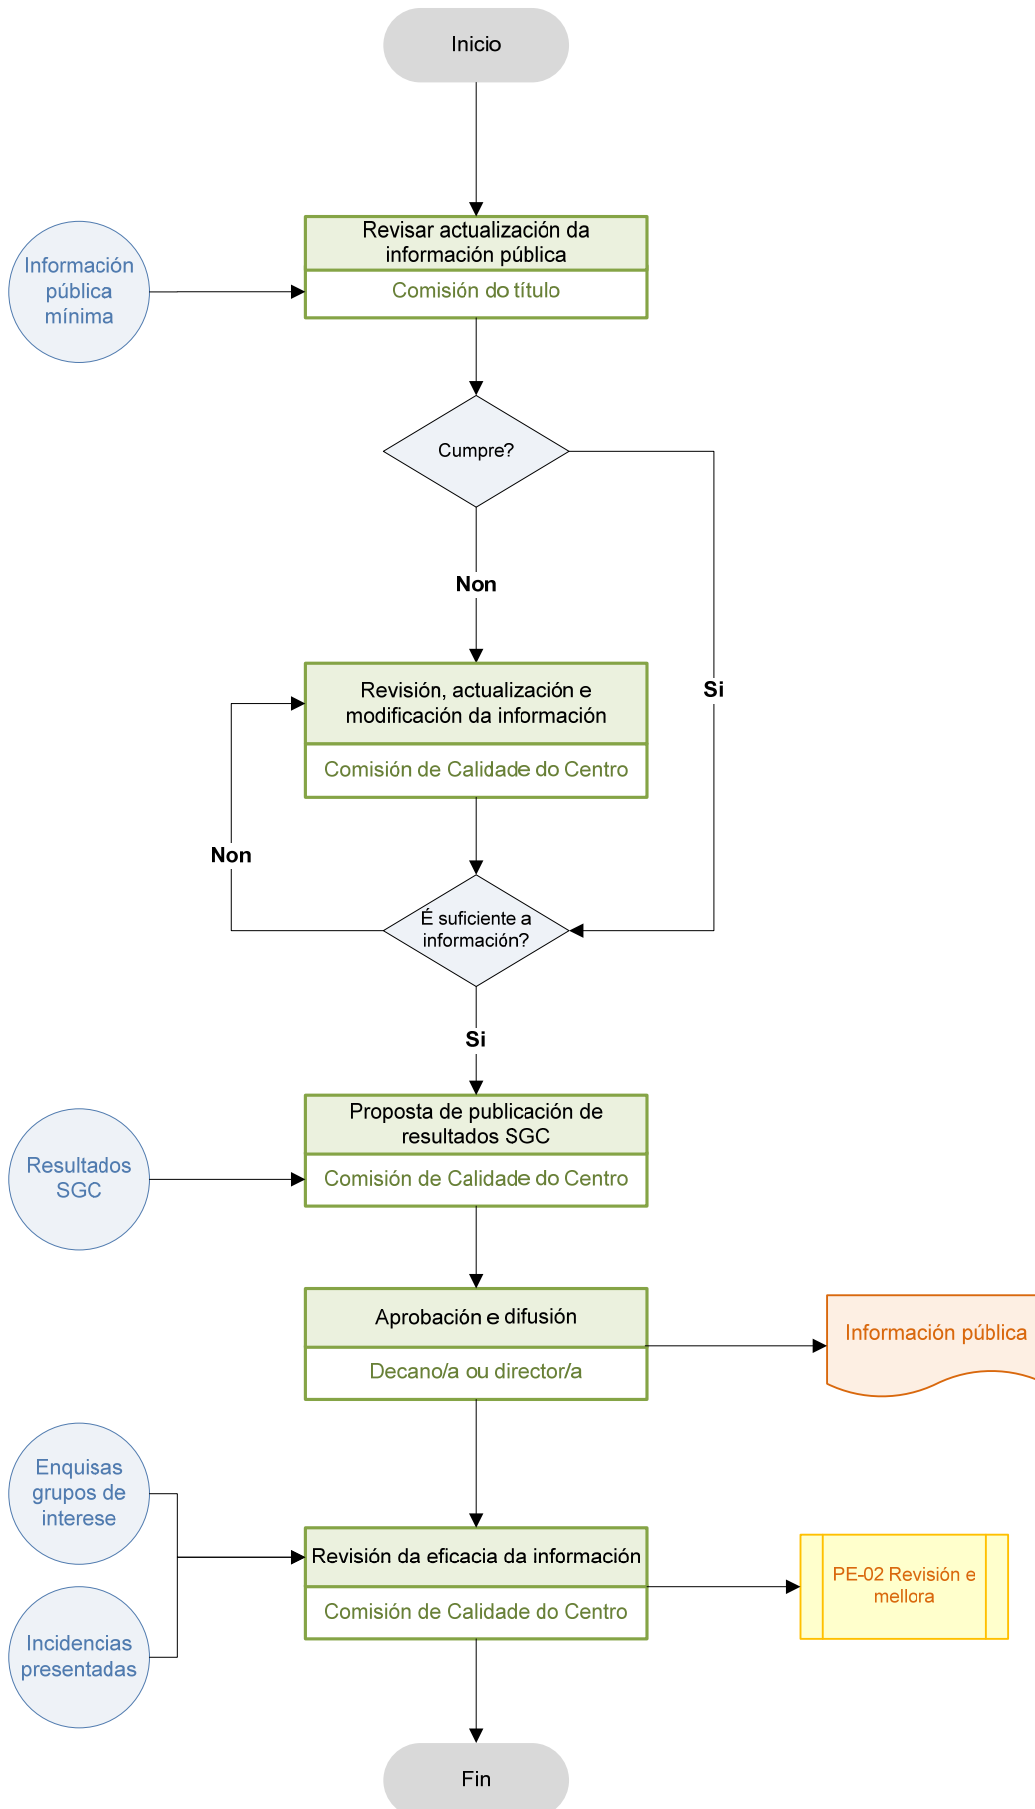 Inicio
Revisar actualización da
información pública
Comisión do título
Información
pública
mínima
Cumpre?
Non
Si
Revisión, actualización e
modificación da información
Comisión de Calidade do Centro
Non
É suficiente a
información?
Si
Proposta de publicación de
resultados SGC
Comisión de Calidade do Centro
Resultados
SGC
Aprobación e difusión
Decano/a ou director/a
Información pública
Enquisas
grupos de
interese
Revisión da eficacia da información
Comisión de Calidade do Centro
PE-02 Revisión e
mellora
Incidencias
presentadas
Fin